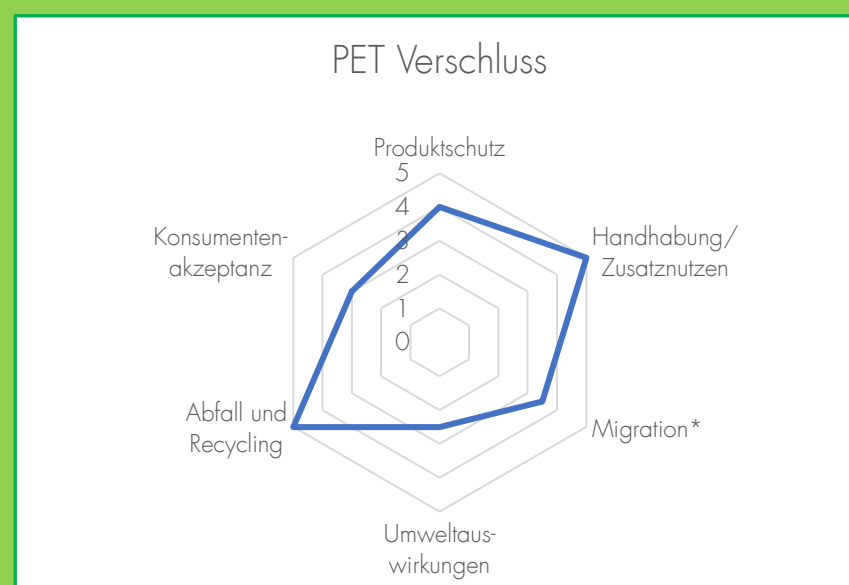 PET Verschluss
Produktschutz
5
4
3
2
1
0
Handhabung/
Zusatznutzen
Migration*
Umweltaus-
wirkungen
Abfall und
Recycling
Konsumenten-
akzeptanz